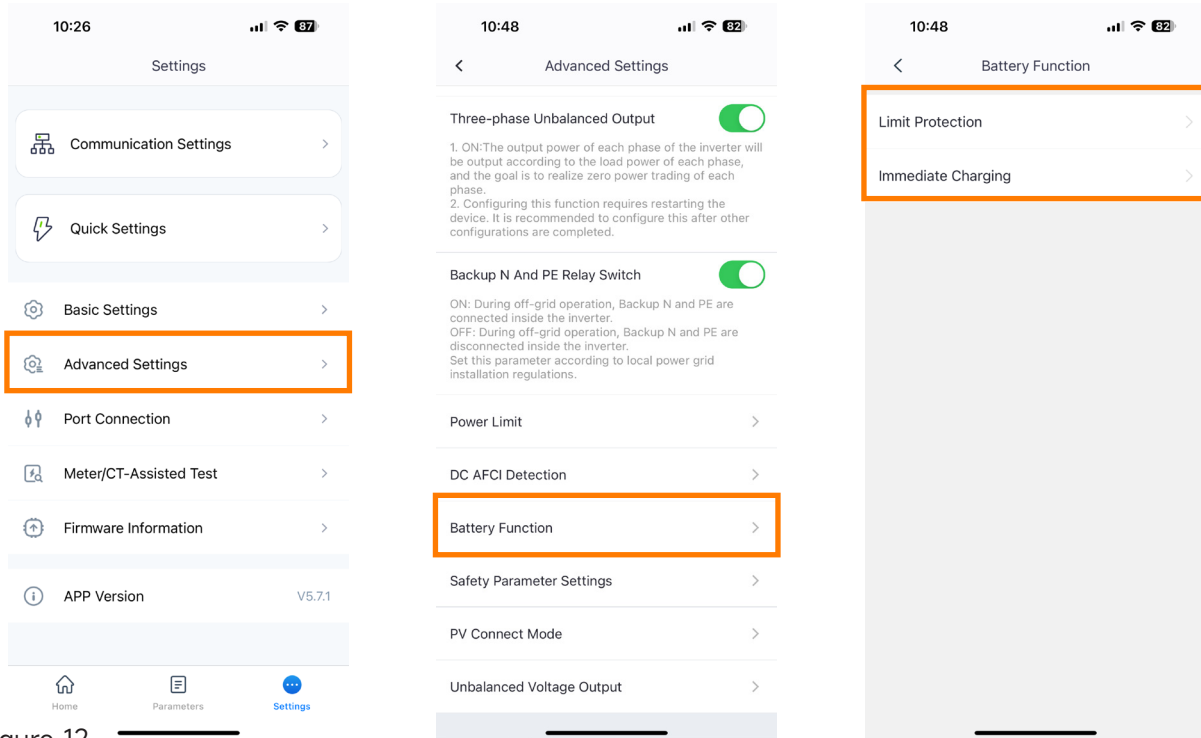 10:26
87
Settings
Communication Settings
Quick Settings
Basic Settings
Advanced Settings
Port Connection
Meter/CT-Assisted Test
Firmware Information
APP Version V5.7.1
Home Parameters Settings
10:48
82
Advanced Settings
Three-phase Unbalanced Output
1. ON:The output power of each phase of the inverter will
be output according to the load power of each phase,
and the goal is to realize zero power trading of each
phase.
2. Configuring this function requires restarting the
device. It is recommended to configure this after other
configurations are completed.
Backup N And PE Relay Switch
ON: During off-grid operation, Backup N and PE are
connected inside the inverter.
OFF: During off-grid operation, Backup N and PE are
disconnected inside the inverter.
Set this parameter according to local power grid
installation regulations.
Power Limit
DC AFCI Detection
Battery Function
Safety Parameter Settings
PV Connect Mode
Unbalanced Voltage Output
10:48
82
Battery Function
Limit Protection
Immediate Charging